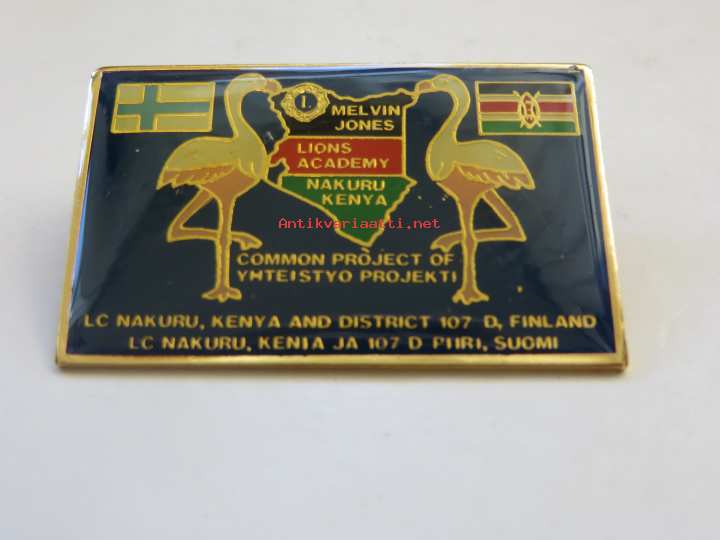 L
MELVIN
JONES
LIONS
ACADEMY
NAKURU
KENYA
Antikvariaatti.net
COMMON PROJECT OF
YHTEISTYO PROJEKTI
LC NAKURU, KENYA AND DISTRICT 107 D, FINLAND
LC NAKURU, KENIA JA 107 D PIIRI, SUOMI